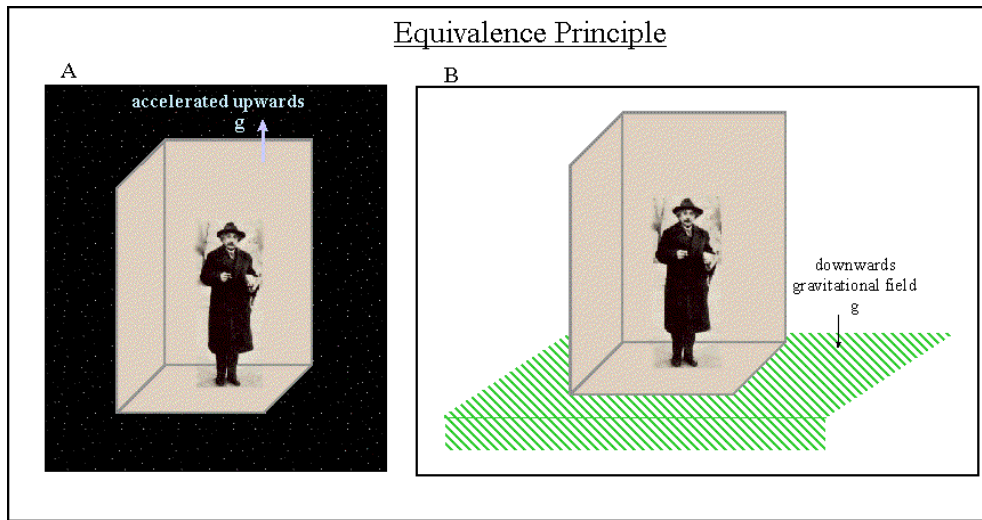 Equivalence Principle
A
accelerated upwards
g
B
downwards
gravitational field
g